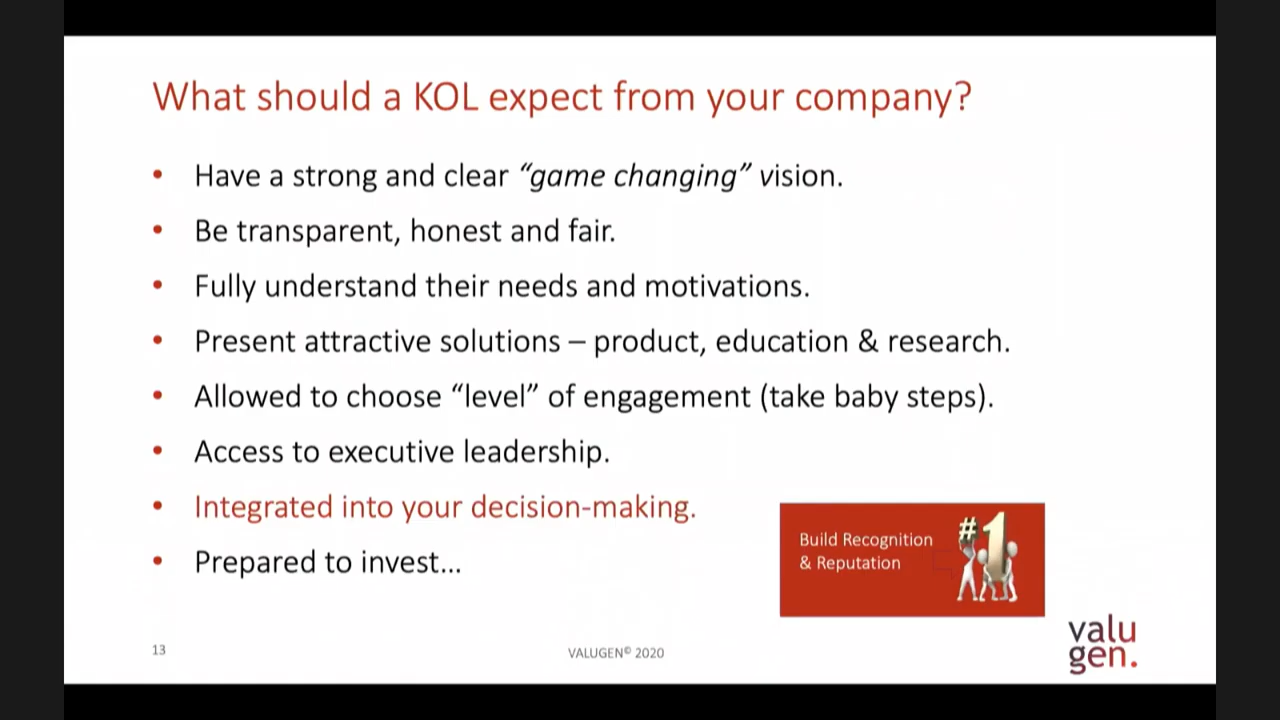 What should a KOL expect from your company?
• Have a strong and clear “game changing” vision.
• Be transparent, honest and fair.
• Fully understand their needs and motivations.
• Present attractive solutions – product, education & research.
• Allowed to choose “level” of engagement (take baby steps).
• Access to executive leadership.
• Integrated into your decision-making.
• Prepared to invest...
Build Recognition
& Reputation
#1
13
VALUGEN© 2020
valu
gen.